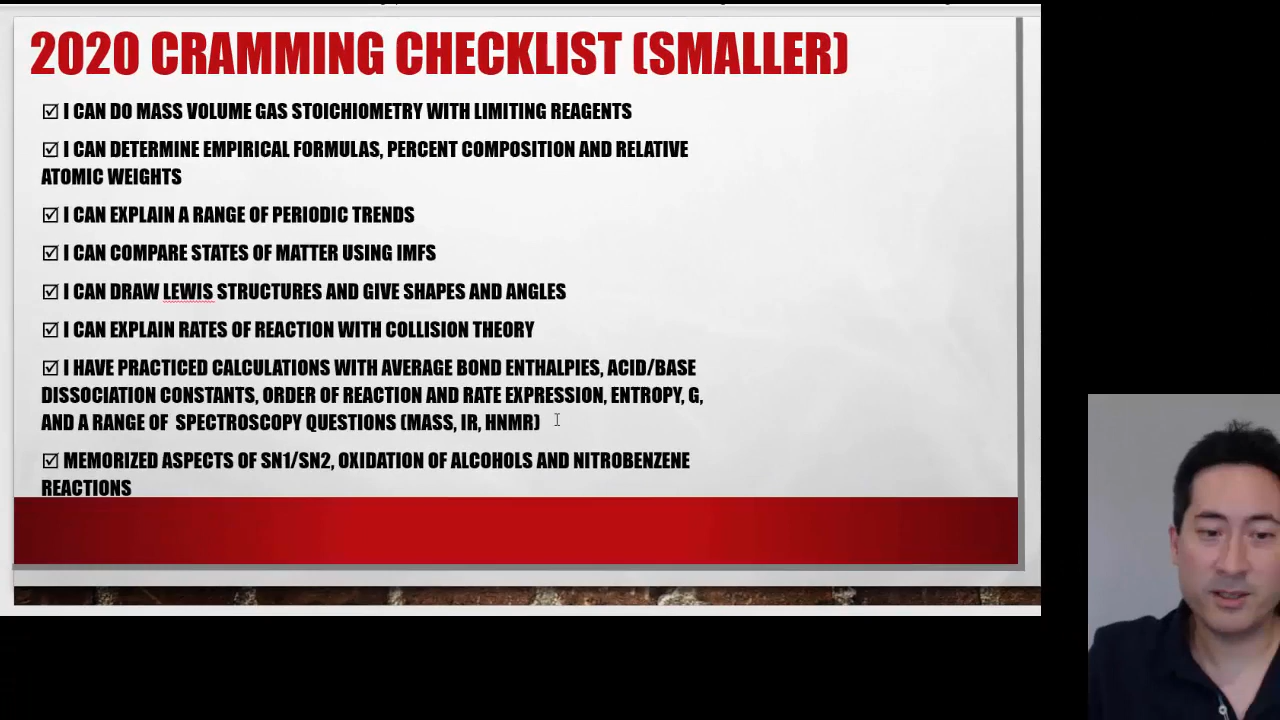 2020 CRAMMING CHECKLIST (SMALLER)
☑ I CAN DO MASS VOLUME GAS STOICHIOMETRY WITH LIMITING REAGENTS
☑ I CAN DETERMINE EMPIRICAL FORMULAS, PERCENT COMPOSITION AND RELATIVE
ATOMIC WEIGHTS
☑ I CAN EXPLAIN A RANGE OF PERIODIC TRENDS
☑ I CAN COMPARE STATES OF MATTER USING IMFS
☑ I CAN DRAW LEWIS STRUCTURES AND GIVE SHAPES AND ANGLES
☑ I CAN EXPLAIN RATES OF REACTION WITH COLLISION THEORY
☑ I HAVE PRACTICED CALCULATIONS WITH AVERAGE BOND ENTHALPIES, ACID/BASE
DISSOCIATION CONSTANTS, ORDER OF REACTION AND RATE EXPRESSION, ENTROPY, G,
AND A RANGE OF SPECTROSCOPY QUESTIONS (MASS, IR, HNMR)
☑ MEMORIZED ASPECTS OF SN1/SN2, OXIDATION OF ALCOHOLS AND NITROBENZENE
REACTIONS